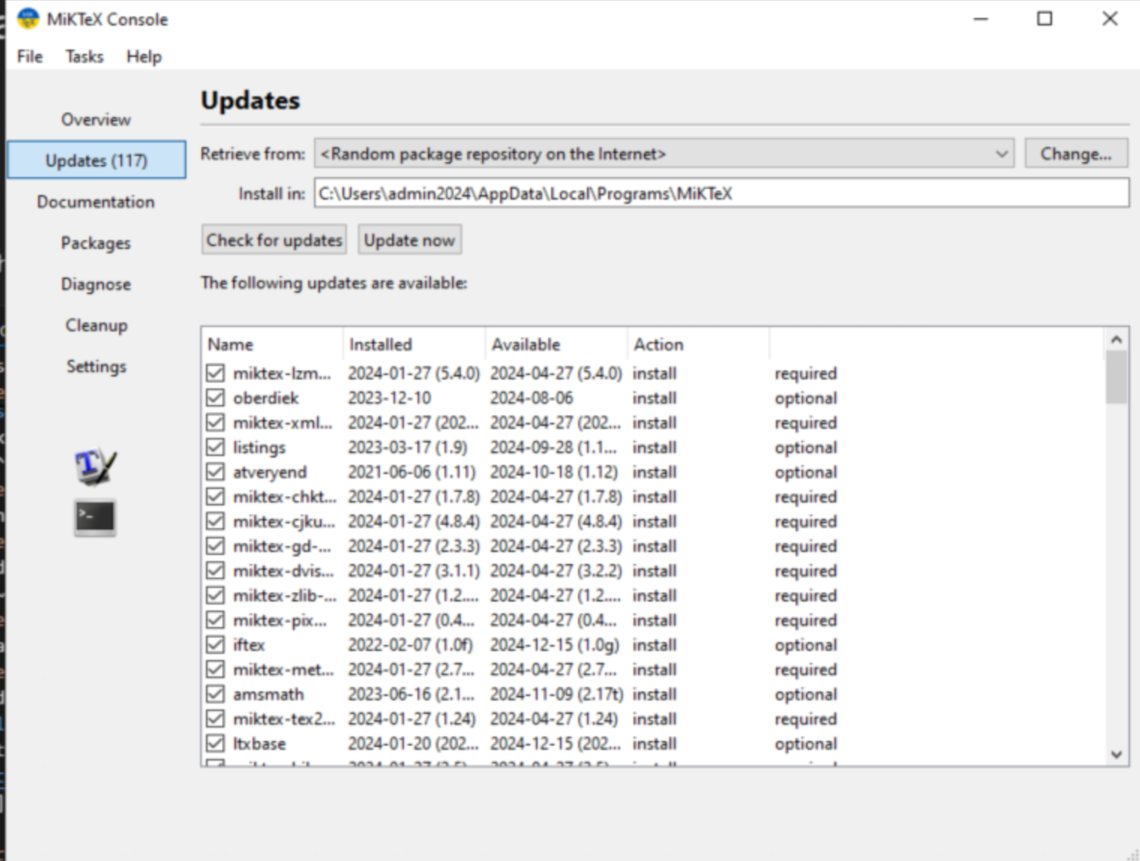 MiKTeX Console
File Tasks Help
Updates
Overview
Updates (117)
Documentation
Packages
Diagnose
Cleanup
Settings
Retrieve from: <Random package repository on the Internet> Change...
Install in: C:\Users\admin2024\AppData\Local\Programs\MiKTeX
Check for updates Update now
The following updates are available:
Name Installed Available Action
miktex-lzm... 2024-01-27 (5.4.0) 2024-04-27 (5.4.0) install required
oberdiek 2023-12-10 2024-08-06 install optional
miktex-xml... 2024-01-27 (202... 2024-04-27 (202... install required
listings 2023-03-17 (1.9) 2024-09-28 (1.1... install optional
atveryend 2021-06-06 (1.11) 2024-10-18 (1.12) install optional
miktex-chkt... 2024-01-27 (1.7.8) 2024-04-27 (1.7.8) install required
miktex-cjku... 2024-01-27 (4.8.4) 2024-04-27 (4.8.4) install required
miktex-gd-... 2024-01-27 (2.3.3) 2024-04-27 (2.3.3) install required
miktex-dvis... 2024-01-27 (3.1.1) 2024-04-27 (3.2.2) install required
miktex-zlib-... 2024-01-27 (1.2.... 2024-04-27 (1.2.... install required
miktex-pix... 2024-01-27 (0.4... 2024-04-27 (0.4... install required
iftex 2022-02-07 (1.0f) 2024-12-15 (1.0g) install optional
miktex-met... 2024-01-27 (2.7... 2024-04-27 (2.7... install required
amsmath 2023-06-16 (2.1... 2024-11-09 (2.17t) install optional
miktex-tex2... 2024-01-27 (1.24) 2024-04-27 (1.24) install required
ltxbase 2024-01-20 (202... 2024-12-15 (202... install optional